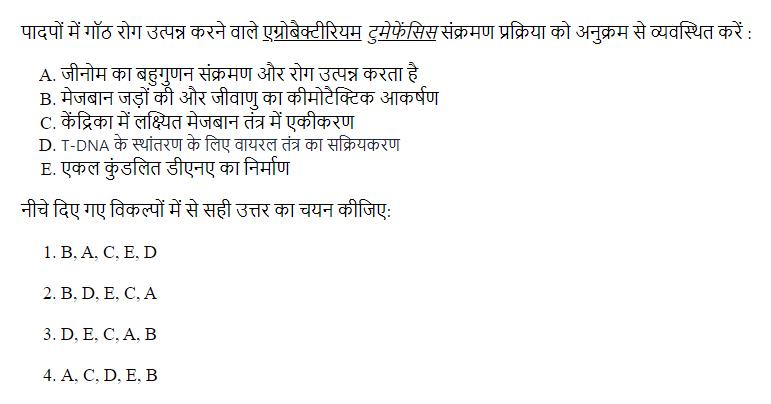 पादपों में गॉठ रोग उत्पन्न करने वाले एग्रोबैक्टीरियम टुमेफेंसिस संक्रमण प्रक्रिया को अनुक्रम से व्यवस्थित करें :
A. जीनोम का बहुगुणन संक्रमण और रोग उत्पन्न करता है
B. मेजबान जड़ों की और जीवाणु का कीमोटैक्टिक आकर्षण
C. केंद्रिका में लक्ष्यित मेजबान तंत्र में एकीकरण
D. T-DNA के स्थांतरण के लिए वायरल तंत्र का सक्रियकरण
E. एकल कुंडलित डीएनए का निर्माण
नीचे दिए गए विकल्पों में से सही उत्तर का चयन कीजिए:
1. B, A, C, E, D
2. B, D, E, C, A
3. D, E, C, A, B
4. A, C, D, E, B